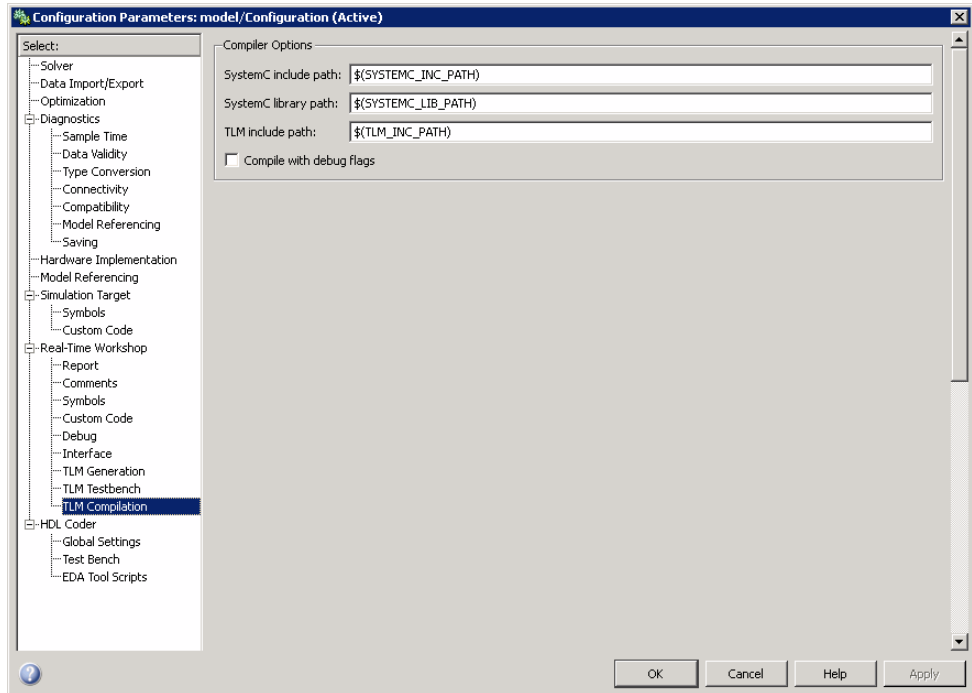 Configuration Parameters: model/Configuration (Active)
Select:
Solver
Data Import/Export
Optimization
Diagnostics
Sample Time
Data Validity
Type Conversion
Connectivity
Compatibility
Model Referencing
Saving
Hardware Implementation
Model Referencing
Simulation Target
Symbols
Custom Code
Real-Time Workshop
Report
Comments
Symbols
Custom Code
Debug
Interface
TLM Generation
TLM Testbench
TLM Compilation
HDL Coder
Global Settings
Test Bench
EDA Tool Scripts
Compiler Options
SystemC include path: $(SYSTEMC_INC_PATH)
SystemC library path: $(SYSTEMC_LIB_PATH)
TLM include path: $(TLM_INC_PATH)
Compile with debug flags
OK Cancel Help Apply